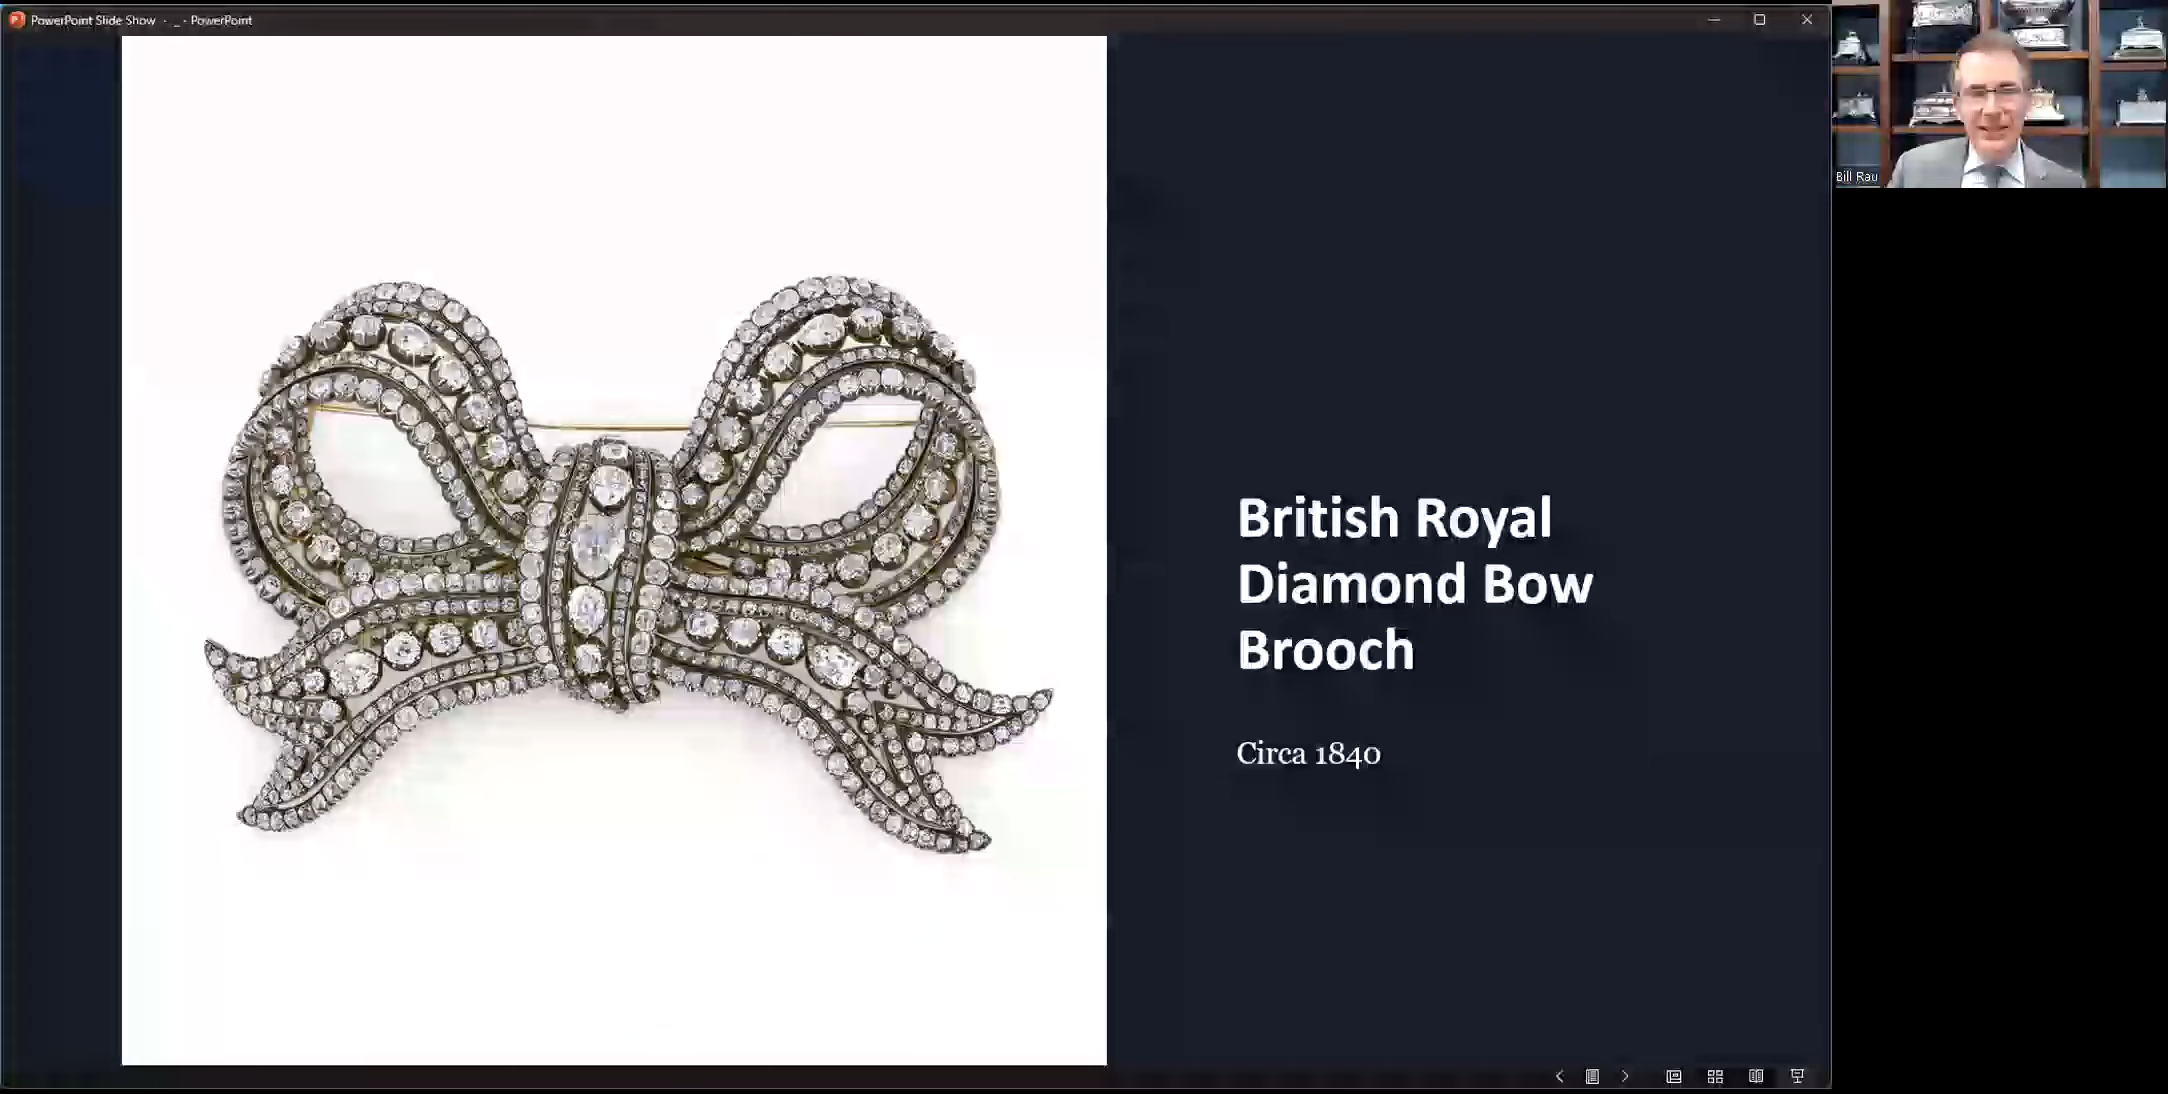 PowerPoint Slide Show - _ - PowerPoint
Bill Rau
British Royal
Diamond Bow
Brooch
Circa 1840